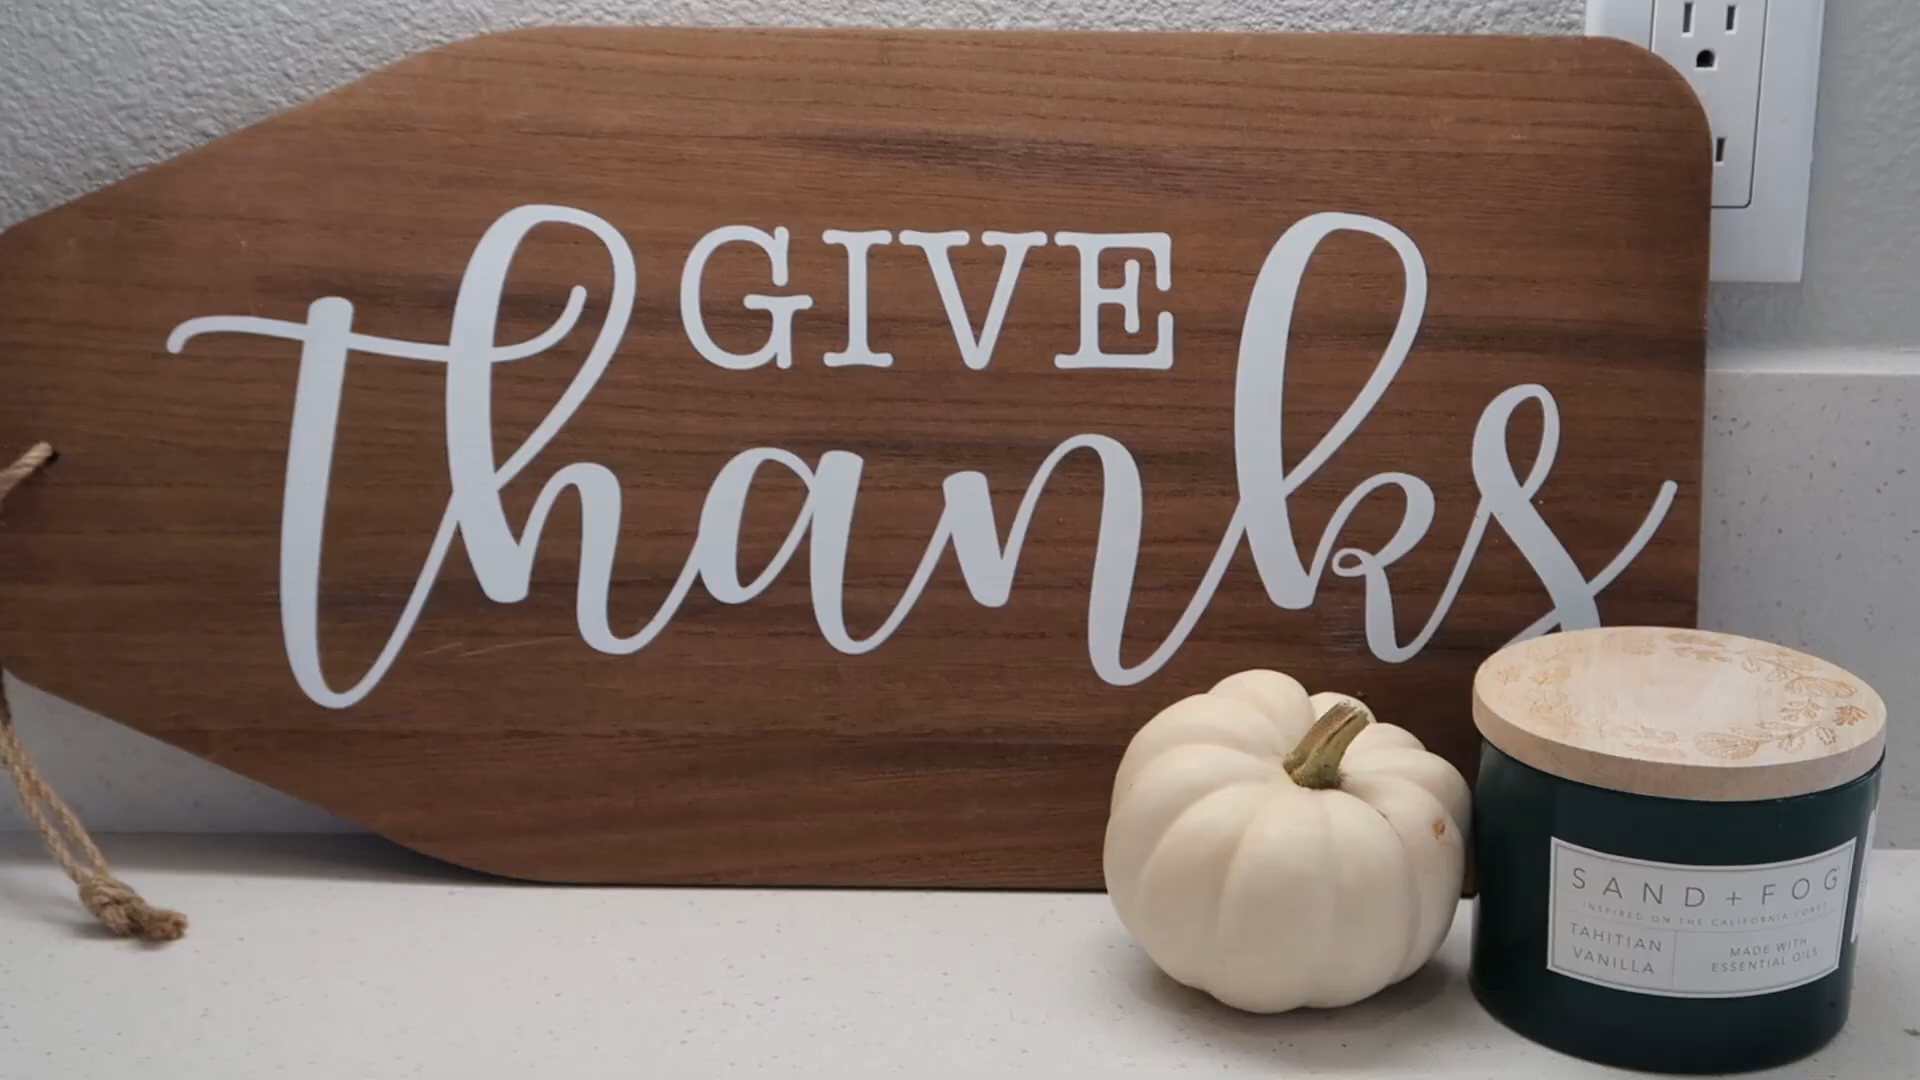 GIVE
thanks
SAND+FOG
INSPIRED ON THE CALIFORNIA COAST
TAHITIAN
VANILLA
MADE WITH
ESSENTIAL OILS